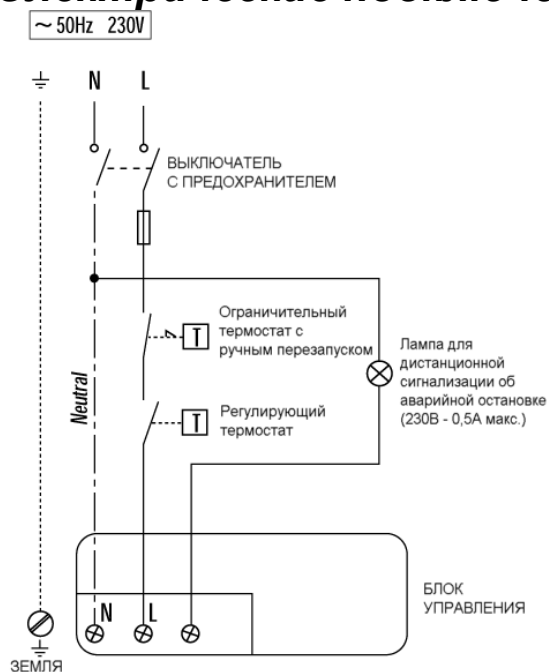 ~ 50Hz 230V
N L
ВЫКЛЮЧАТЕЛЬ
С ПРЕДОХРАНИТЕЛЕМ
Ограничительный
термостат с
ручным перезапуском
T
Лампа для
дистанционной
сигнализации об
аварийной остановке
(230В - 0,5А макс.)
Neutral
Регулирующий
термостат
T
БЛОК
УПРАВЛЕНИЯ
N L
ЗЕМЛЯ